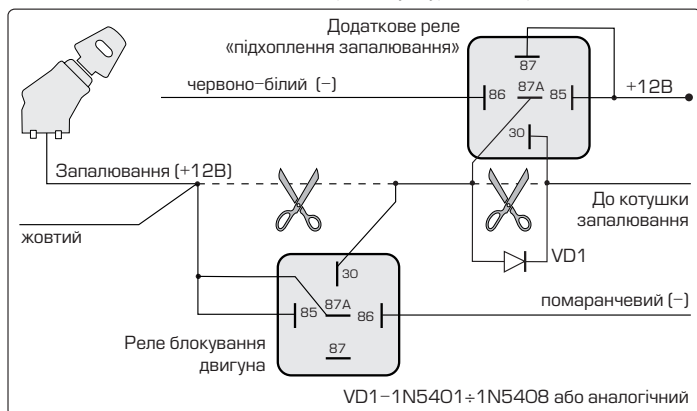 Додаткове реле
«підхоплення запалювання»
87
червоно–білий (–)
86
87A
85
+12В
30
Запалювання (+12В)
До котушки
запалювання
жовтий
VD1
30
85
87A
86
помаранчевий (–)
Реле блокування
двигуна
87
VD1–1N5401÷1N5408 або аналогічний